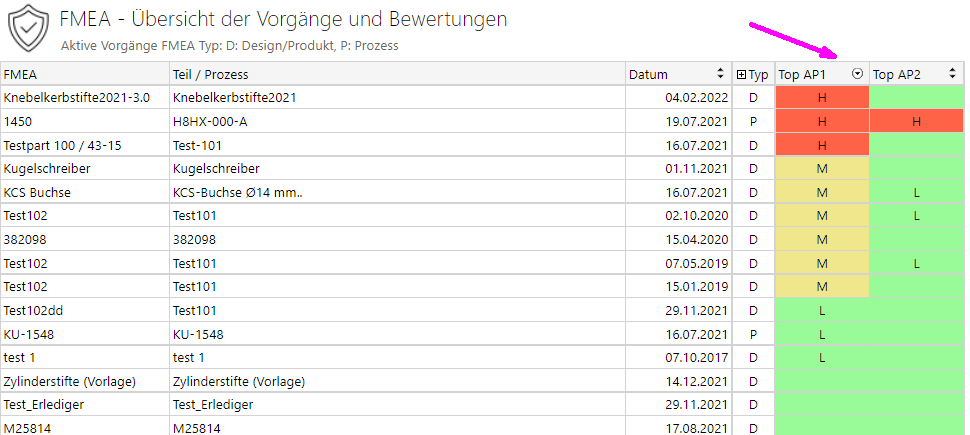 FMEA - Übersicht der Vorgänge und Bewertungen
Aktive Vorgänge FMEA Typ: D: Design/Produkt, P: Prozess
FMEA Teil / Prozess Datum Typ Top AP1 Top AP2
Knebelkerbstifte2021-3.0 Knebelkerbstifte2021 04.02.2022 D H
1450 H8HX-000-A 19.07.2021 P H H
Testpart 100 / 43-15 Test-101 16.07.2021 D H
Kugelschreiber Kugelschreiber 01.11.2021 D M
KCS Buchse KCS-Buchse Ø14 mm.. 16.07.2021 D M L
Test102 Test101 02.10.2020 D M L
382098 382098 15.04.2020 D M
Test102 Test101 07.05.2019 D M L
Test102 Test101 15.01.2019 D M
Test102dd Test101 29.11.2021 D L
KU-1548 KU-1548 16.07.2021 P L
test 1 test 1 07.10.2017 D L
Zylinderstifte (Vorlage) Zylinderstifte (Vorlage) 14.12.2021 D
Test_Erlediger Test_Erlediger 29.11.2021 D
M25814 M25814 17.08.2021 D